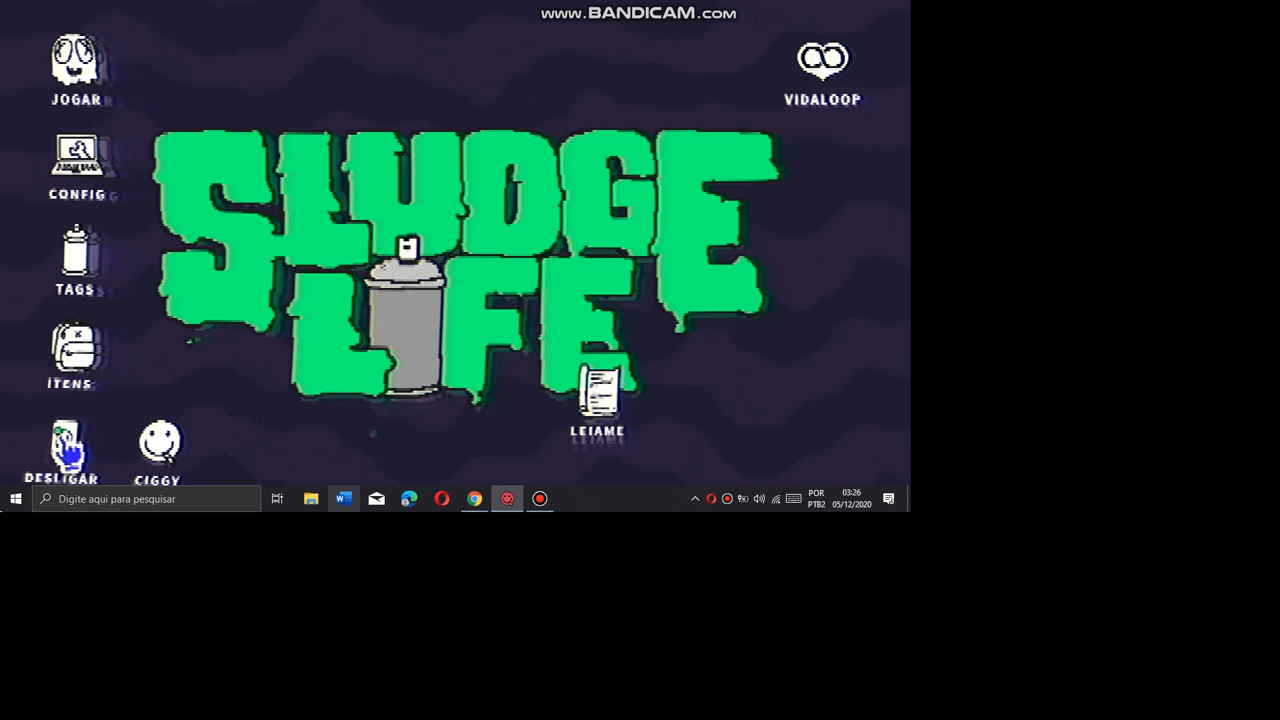 www.BANDICAM.com
JOGAR
VIDALOOP
CONFIG
SLUDGE
LIFE
TAGS
ITENS
LEIAME
DESLIGAR
CIGGY
Digite aqui para pesquisar
POR
PTB2
03:26
05/12/2020